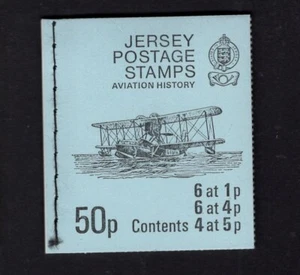 JERSEY
POSTAGE
STAMPS
AVIATION HISTORY
6 at 1p
6 at 4p
50p Contents 4 at 5p